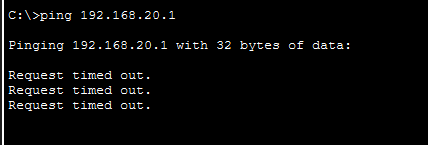 C:\>ping 192.168.20.1
Pinging 192.168.20.1 with 32 bytes of data:
Request timed out.
Request timed out.
Request timed out.